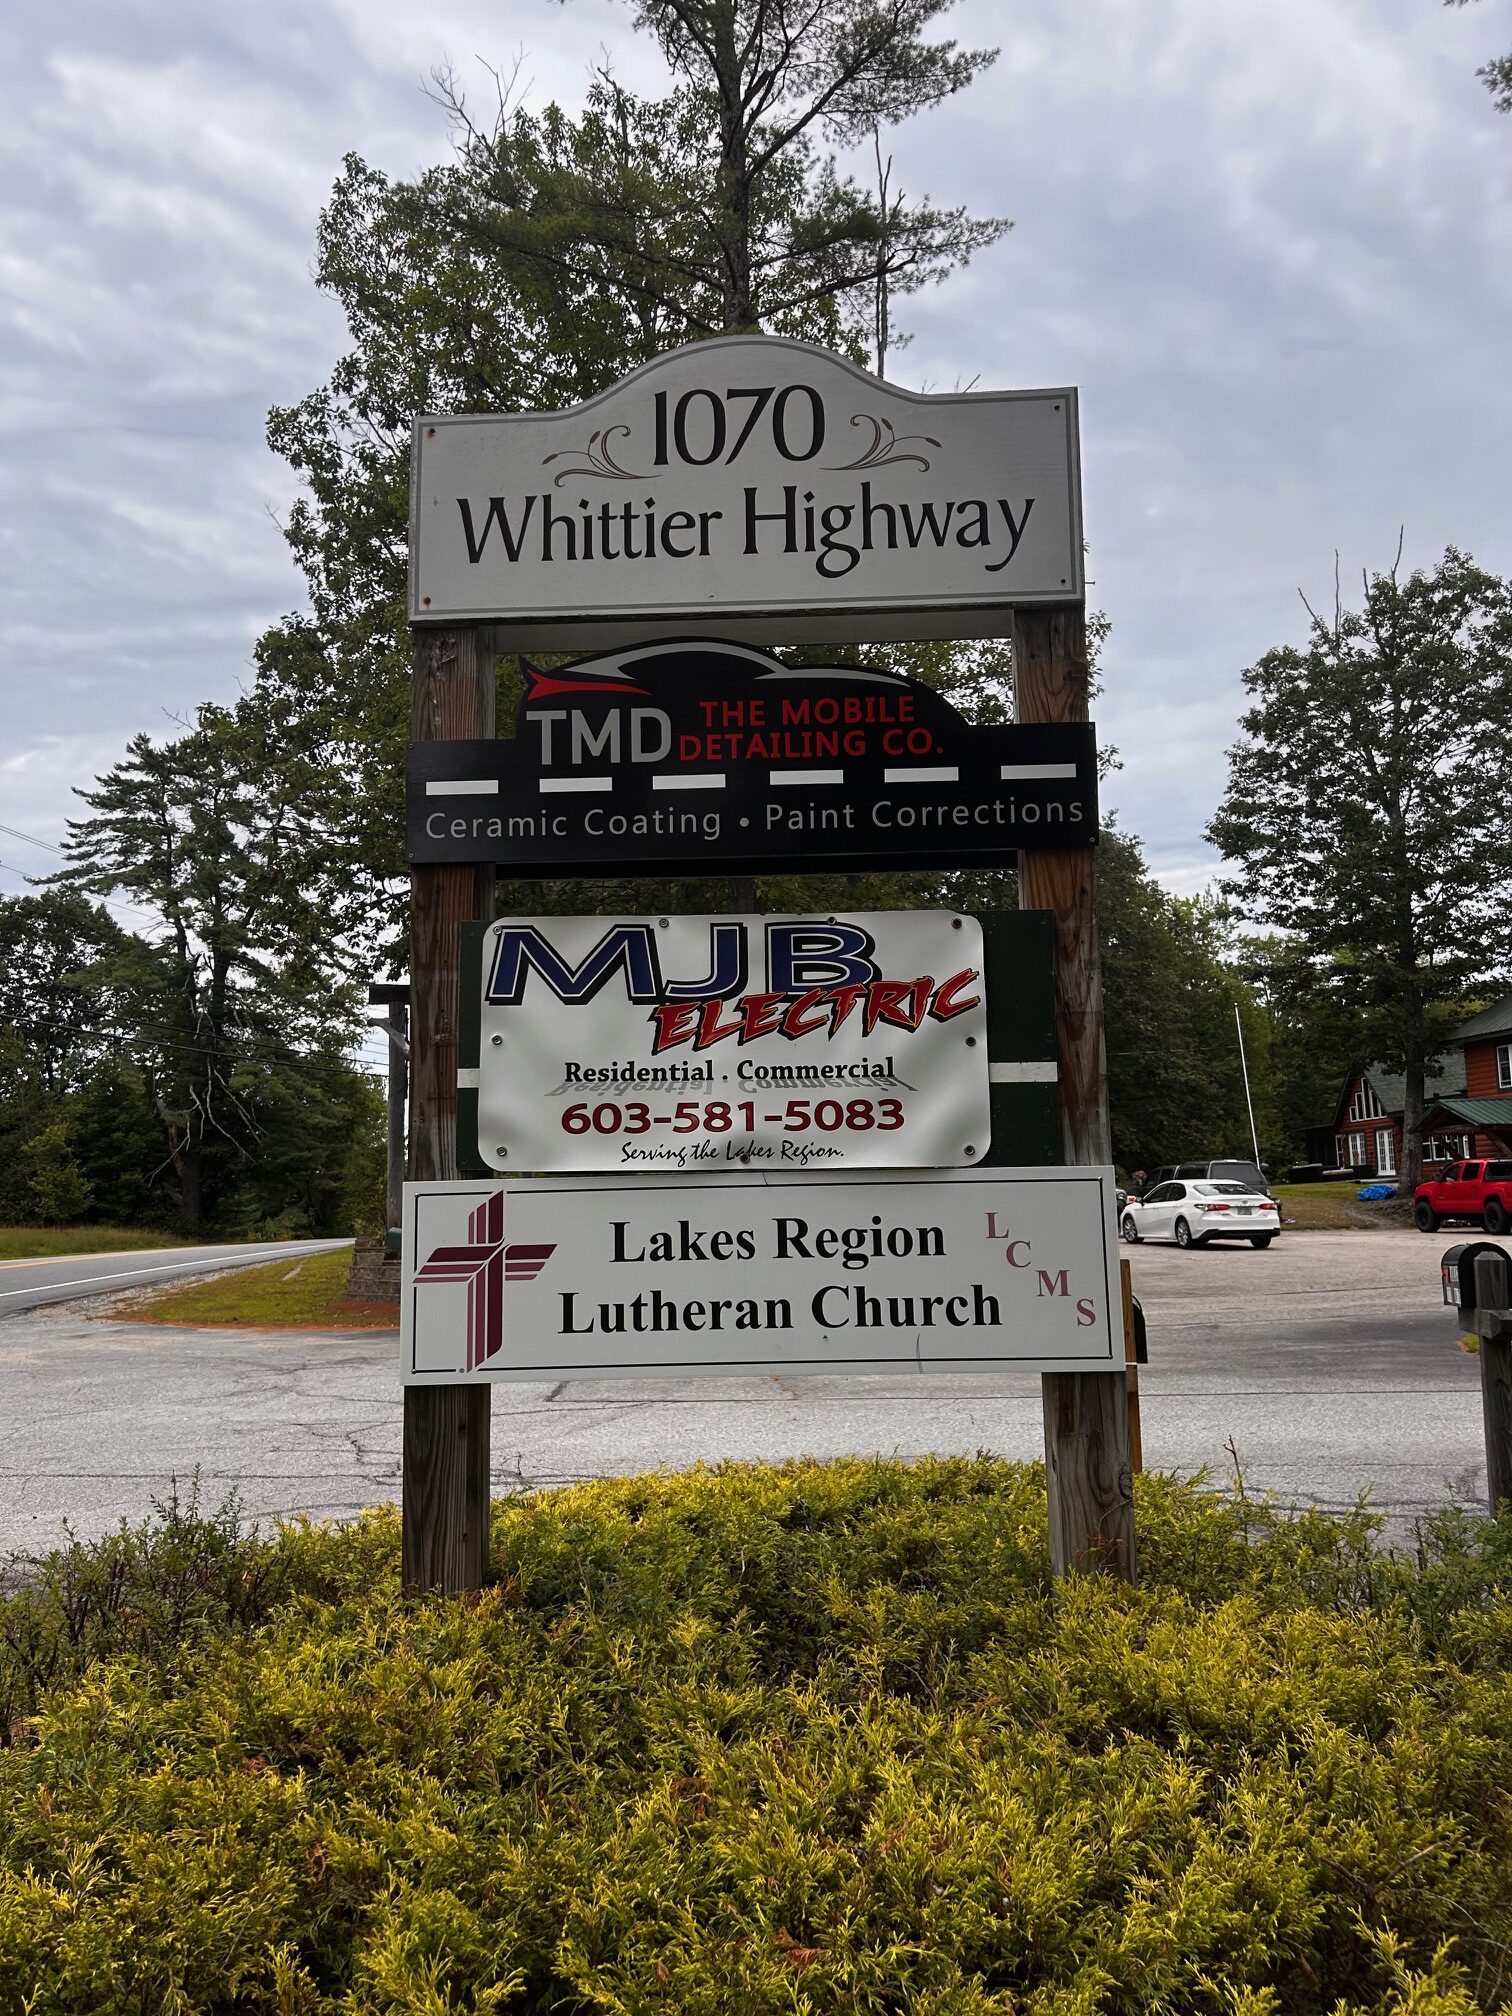 1070
Whittier Highway
TMD THE MOBILE
DETAILING CO.
Ceramic Coating • Paint Corrections
MJB
ELECTRIC
Residential . Commercial
603-581-5083
Serving the Lakes Region.
Lakes Region
Lutheran Church
LCMS